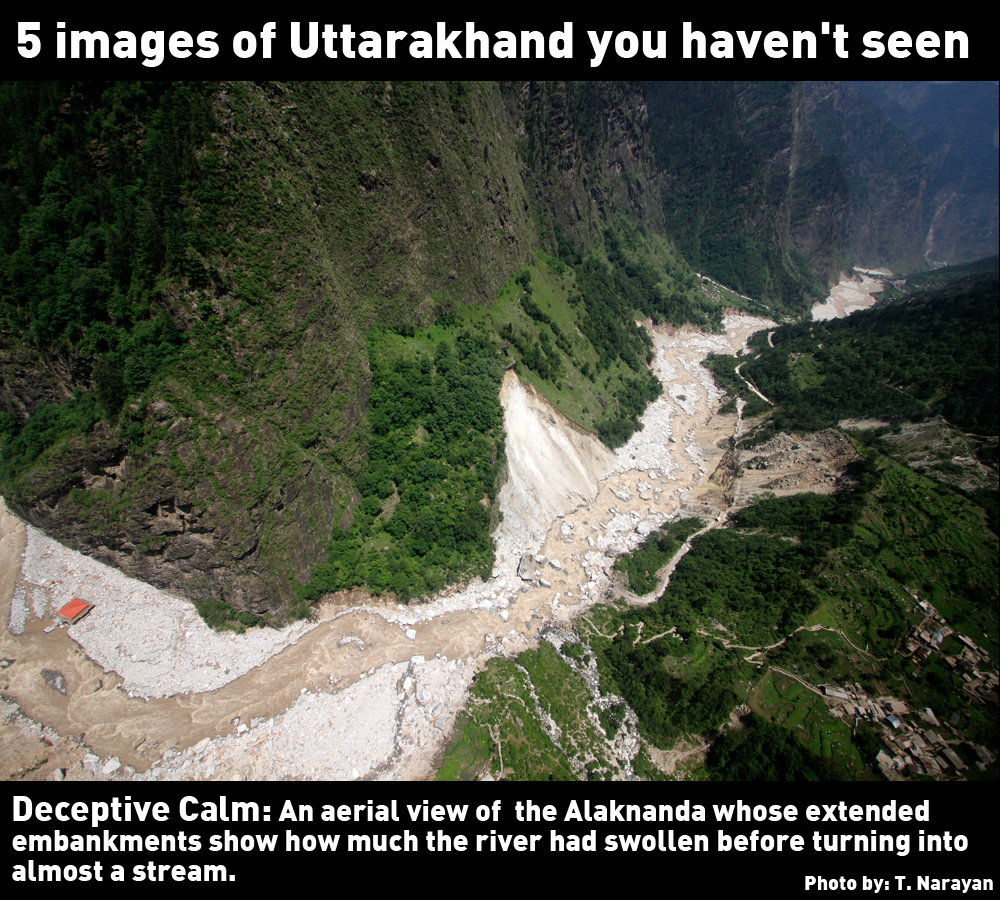 5 images of Uttarakhand you haven't seen
Deceptive Calm: An aerial view of the Alaknanda whose extended
embankments show how much the river had swollen before turning into
almost a stream.
Photo by: T. Narayan